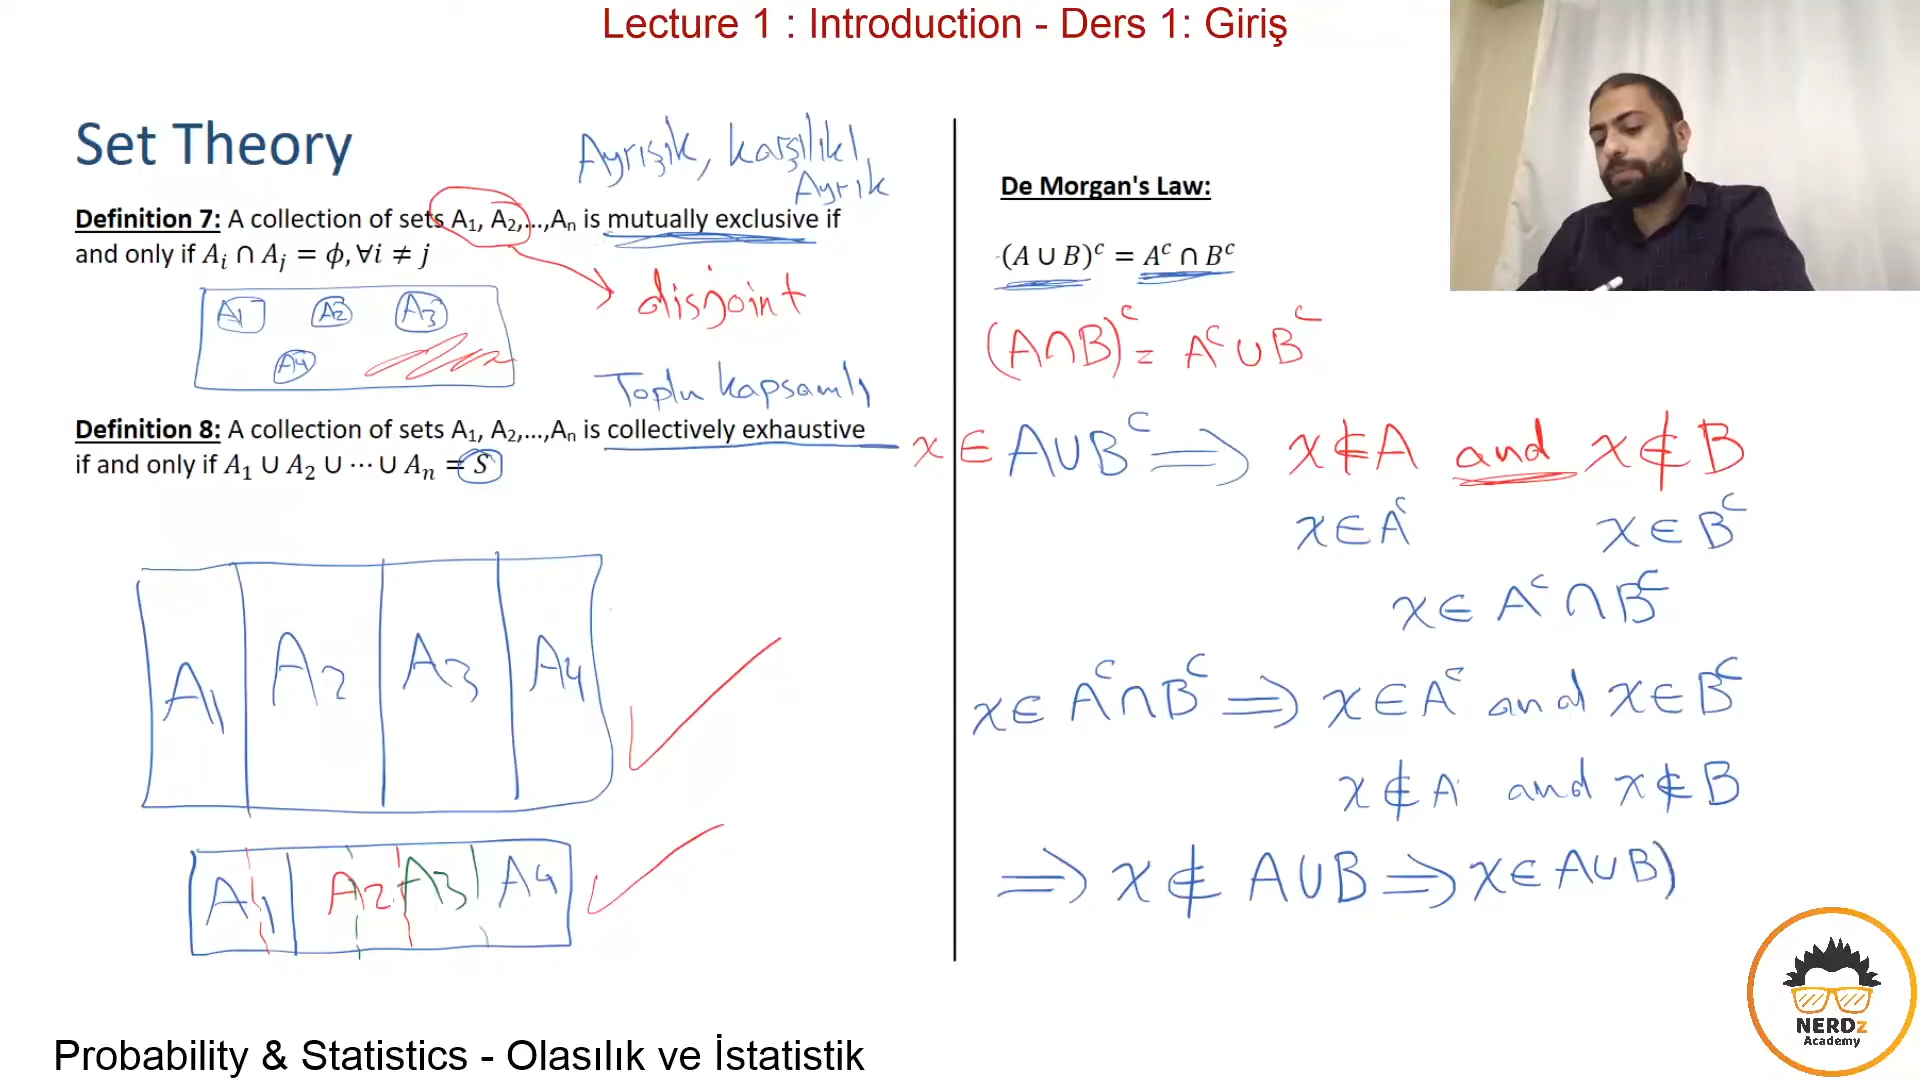 Lecture 1 : Introduction - Ders 1: Giriş
Set Theory
Ayrışık, karşılıklı
Ayrık
Definition 7: A collection of sets A₁, A₂,...,Aₙ is mutually exclusive if
and only if Aᵢ ∩ Aⱼ = ϕ, ∀i ≠ j
disjoint
A1 A2 A3
A4
Toplu kapsamlı
Definition 8: A collection of sets A₁, A₂,...,Aₙ is collectively exhaustive
if and only if A₁ ∪ A₂ ∪ ⋯ ∪ Aₙ = S
A1 A2 A3 A4
A1 A2 A3 A4
De Morgan's Law:
(A ∪ B)ᶜ = Aᶜ ∩ Bᶜ
(A∩B)ᶜ = Aᶜ ∪ Bᶜ
x ∈ A∪Bᶜ ⟹ x ∉ A and x ∉ B
x ∈ Aᶜ x ∈ Bᶜ
x ∈ Aᶜ ∩ Bᶜ
x ∈ Aᶜ ∩ Bᶜ ⟹ x ∈ Aᶜ and x ∈ Bᶜ
x ∉ A and x ∉ B
⟹ x ∉ A∪B ⟹ x ∈ A∪B)
NERDz
Academy
Probability & Statistics - Olasılık ve İstatistik